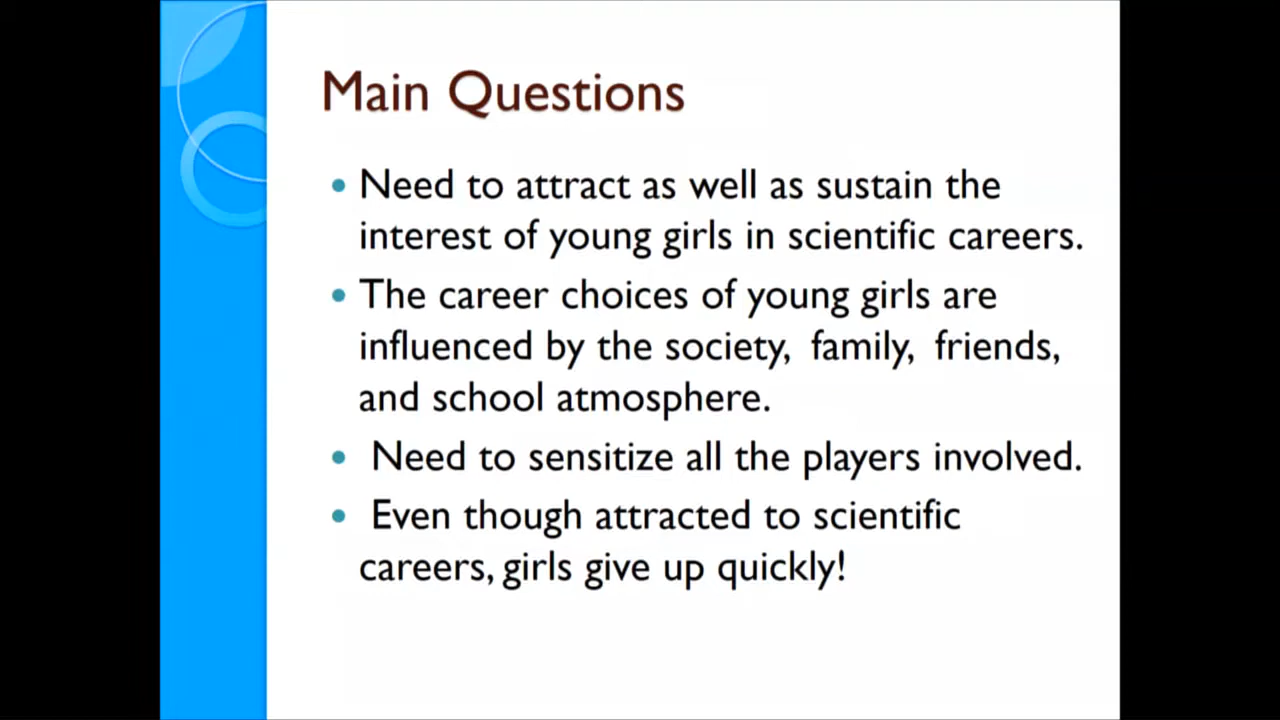 Main Questions
• Need to attract as well as sustain the
interest of young girls in scientific careers.
• The career choices of young girls are
influenced by the society, family, friends,
and school atmosphere.
• Need to sensitize all the players involved.
• Even though attracted to scientific
careers, girls give up quickly!